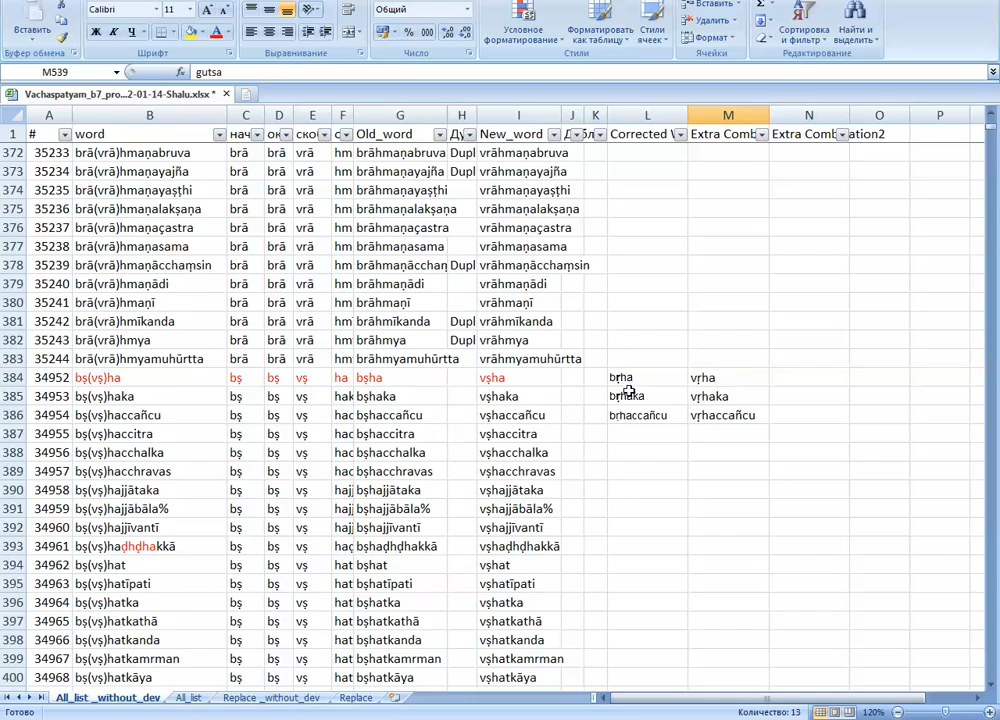 Вставить
Calibri 11
Ж К Ч
Общий
Условное форматирование
Форматировать как таблицу
Стили ячеек
Вставить
Удалить
Формат
Сортировка и фильтр
Найти и выделить
Буфер обмена Шрифт Выравнивание Число Стили Ячейки Редактирование
M539 fx gutsa
Vachaspatyam_b7_pro...2-01-14-Shalu.xlsx *
A B C D E F G H I J K L M N O P
1 # word нач ок скоб Old_word Ду New_word Corrected W Extra Comb Extra Combination2
372 35233 brā(vrā)hmaṇabruva brā brā vrā hm brāhmaṇabruva Dupl vrāhmaṇabruva
373 35234 brā(vrā)hmaṇayajña brā brā vrā hm brāhmaṇayajña Dupl vrāhmaṇayajña
374 35235 brā(vrā)hmaṇayaṣṭhi brā brā vrā hm brāhmaṇayaṣṭhi vrāhmaṇayaṣṭhi
375 35236 brā(vrā)hmaṇalakṣaṇa brā brā vrā hm brāhmaṇalakṣaṇa vrāhmaṇalakṣaṇa
376 35237 brā(vrā)hmaṇaçastra brā brā vrā hm brāhmaṇaçastra vrāhmaṇaçastra
377 35238 brā(vrā)hmaṇasama brā brā vrā hm brāhmaṇasama vrāhmaṇasama
378 35239 brā(vrā)hmaṇācchaṃsin brā brā vrā hm brāhmaṇācchaṃ Dupl vrāhmaṇācchaṃsin
379 35240 brā(vrā)hmaṇādi brā brā vrā hm brāhmaṇādi vrāhmaṇādi
380 35241 brā(vrā)hmaṇī brā brā vrā hm brāhmaṇī vrāhmaṇī
381 35242 brā(vrā)hmīkanda brā brā vrā hm brāhmīkanda Dupl vrāhmīkanda
382 35243 brā(vrā)hmya brā brā vrā hm brāhmya Dupl vrāhmya
383 35244 brā(vrā)hmyamuhūrtta brā brā vrā hm brāhmyamuhūrtta vrāhmyamuhūrtta
384 34952 bṣ(vṣ)ha bṣ bṣ vṣ ha bṣha vṣha bṛha vṛha
385 34953 bṣ(vṣ)haka bṣ bṣ vṣ hak bṣhaka vṣhaka bṛhaka vṛhaka
386 34954 bṣ(vṣ)haccañcu bṣ bṣ vṣ hac bṣhaccañcu vṣhaccañcu bṛhaccañcu vṛhaccañcu
387 34955 bṣ(vṣ)haccitra bṣ bṣ vṣ hac bṣhaccitra vṣhaccitra
388 34956 bṣ(vṣ)hacchalka bṣ bṣ vṣ hac bṣhacchalka vṣhacchalka
389 34957 bṣ(vṣ)hacchravas bṣ bṣ vṣ hac bṣhacchravas vṣhacchravas
390 34958 bṣ(vṣ)hajjātaka bṣ bṣ vṣ hajj bṣhajjātaka vṣhajjātaka
391 34959 bṣ(vṣ)hajjābāla% bṣ bṣ vṣ hajj bṣhajjābāla% vṣhajjābāla%
392 34960 bṣ(vṣ)hajjīvantī bṣ bṣ vṣ hajj bṣhajjīvantī vṣhajjīvantī
393 34961 bṣ(vṣ)haḍhḍhakkā bṣ bṣ vṣ haḍ bṣhaḍhḍhakkā vṣhaḍhḍhakkā
394 34962 bṣ(vṣ)hat bṣ bṣ vṣ hat bṣhat vṣhat
395 34963 bṣ(vṣ)hatīpati bṣ bṣ vṣ hat bṣhatīpati vṣhatīpati
396 34964 bṣ(vṣ)hatka bṣ bṣ vṣ hat bṣhatka vṣhatka
397 34965 bṣ(vṣ)hatkathā bṣ bṣ vṣ hat bṣhatkathā vṣhatkathā
398 34966 bṣ(vṣ)hatkanda bṣ bṣ vṣ hat bṣhatkanda vṣhatkanda
399 34967 bṣ(vṣ)hatkamrman bṣ bṣ vṣ hat bṣhatkamrman vṣhatkamrman
400 34968 bṣ(vṣ)hatkāya bṣ bṣ vṣ hat bṣhatkāya vṣhatkāya
All_list _without_dev All_list Replace _without_dev Replace
Готово Количество: 13 120%